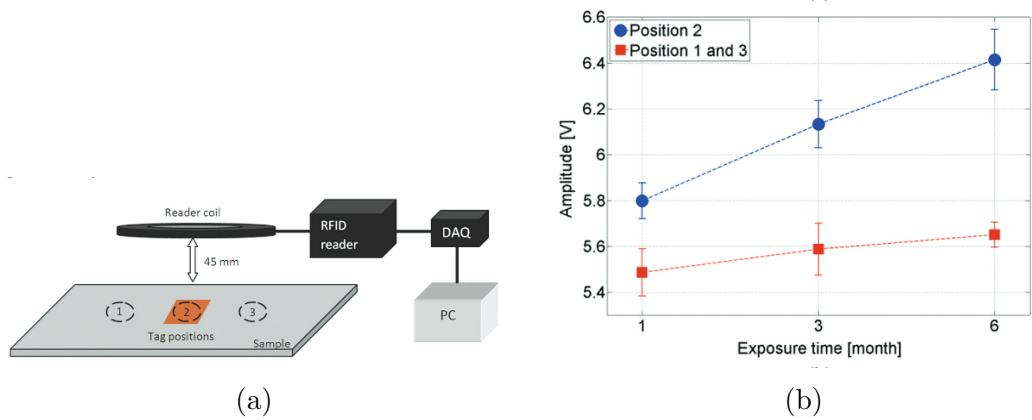 Reader coil
RFID
reader
DAQ
45 mm
PC
1
2
3
Tag positions
Sample
(a)
6.6
6.4
6.2
6
5.8
5.6
5.4
Amplitude [V]
Position 2
Position 1 and 3
1
3
6
Exposure time [month]
(b)